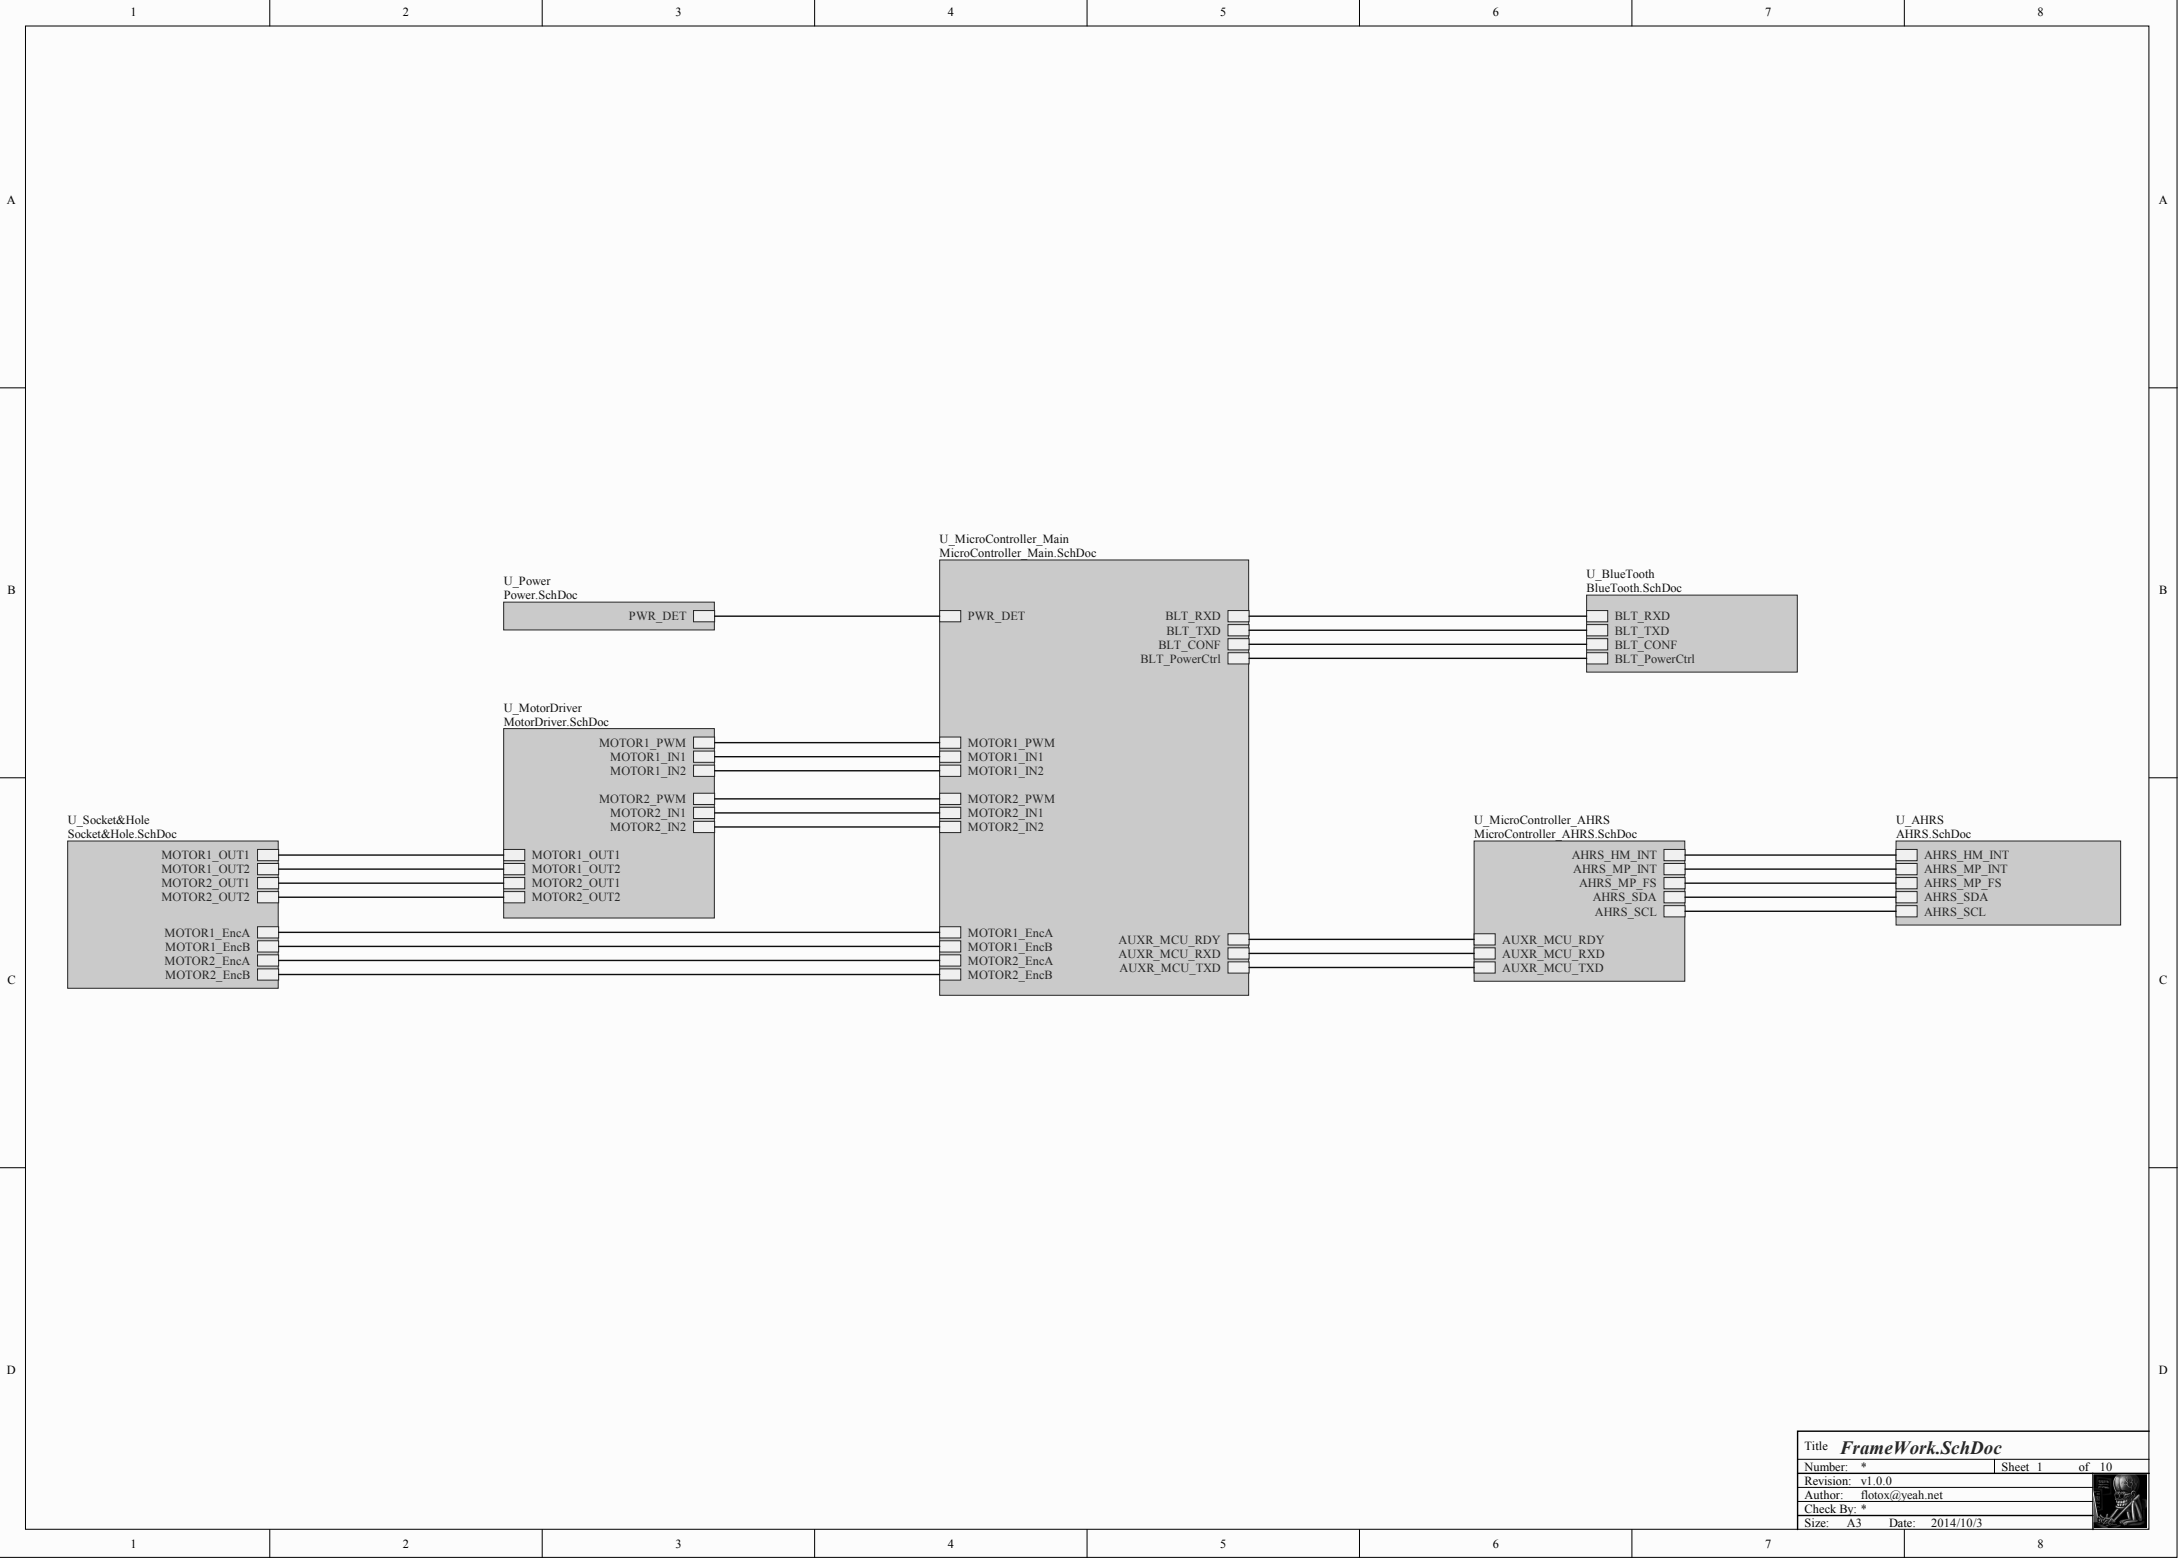 1 2 3 4 5 6 7 8
A A
U_MicroController_Main
MicroController_Main.SchDoc
U_Power
Power.SchDoc
U_BlueTooth
BlueTooth.SchDoc
B B
PWR_DET PWR_DET BLT_RXD BLT_RXD
BLT_TXD BLT_TXD
BLT_CONF BLT_CONF
BLT_PowerCtrl BLT_PowerCtrl
U_MotorDriver
MotorDriver.SchDoc
MOTOR1_PWM MOTOR1_PWM
MOTOR1_IN1 MOTOR1_IN1
MOTOR1_IN2 MOTOR1_IN2
MOTOR2_PWM MOTOR2_PWM
MOTOR2_IN1 MOTOR2_IN1
MOTOR2_IN2 MOTOR2_IN2
U_Socket&Hole U_MicroController_AHRS U_AHRS
Socket&Hole.SchDoc MicroController_AHRS.SchDoc AHRS.SchDoc
MOTOR1_OUT1 MOTOR1_OUT1 AHRS_HM_INT AHRS_HM_INT
MOTOR1_OUT2 MOTOR1_OUT2 AHRS_MP_INT AHRS_MP_INT
MOTOR2_OUT1 MOTOR2_OUT1 AHRS_MP_FS AHRS_MP_FS
MOTOR2_OUT2 MOTOR2_OUT2 AHRS_SDA AHRS_SDA
AHRS_SCL AHRS_SCL
MOTOR1_EncA MOTOR1_EncA AUXR_MCU_RDY AUXR_MCU_RDY
MOTOR1_EncB MOTOR1_EncB AUXR_MCU_RXD AUXR_MCU_RXD
MOTOR2_EncA MOTOR2_EncA AUXR_MCU_TXD AUXR_MCU_TXD
MOTOR2_EncB MOTOR2_EncB
C C
D D
Title FrameWork.SchDoc
Number: * Sheet 1 of 10
Revision: v1.0.0
Author: flotox@yeah.net
Check By: *
Size: A3 Date: 2014/10/3
1 2 3 4 5 6 7 8